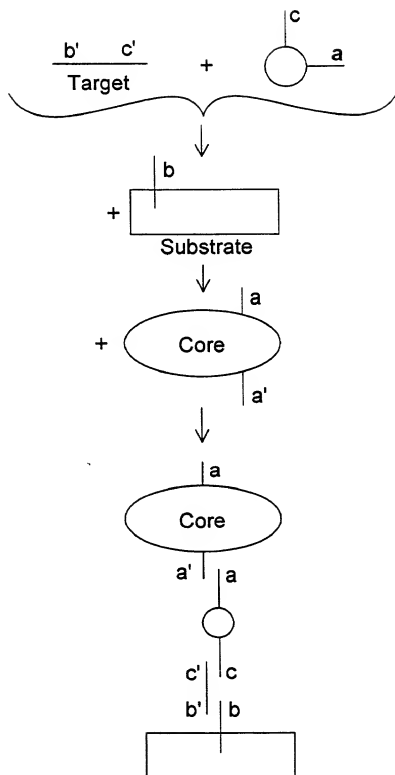 c
b' c' + a
Target
b
+
Substrate
a
+ Core
a'
a
Core
a' a
c' c
b' b